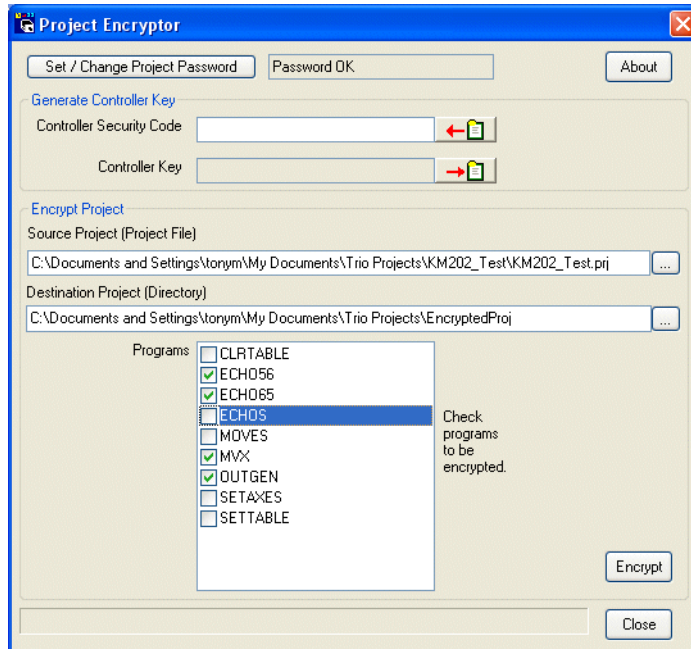 Project Encryptor
Set / Change Project Password
Password OK
About
Generate Controller Key
Controller Security Code
Controller Key
Encrypt Project
Source Project (Project File)
C:\Documents and Settings\tonym\My Documents\Trio Projects\KM202_Test\KM202_Test.prj
...
Destination Project (Directory)
C:\Documents and Settings\tonym\My Documents\Trio Projects\EncryptedProj
...
Programs
CLRTABLE
ECHO56
ECHO65
ECHOS
MOVES
MVX
OUTGEN
SETAXES
SETTABLE
Check
programs
to be
encrypted.
Encrypt
Close